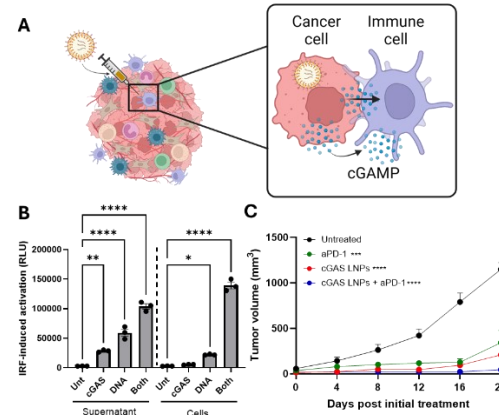 A
Cancer cell
Immune cell
cGAMP
B
**** 
****
**
****
*
IRF-induced activation (RLU)
200000
150000
100000
50000
0
Unt
cGAS
DNA
Both
Unt
cGAS
DNA
Both
Supernatant
Cells
C
Untreated
aPD-1 ***
cGAS LNPs ****
cGAS LNPs + aPD-1 ****
Tumor volume (mm³)
1500
1000
500
0
0 4 8 12 16 2
Days post initial treatment